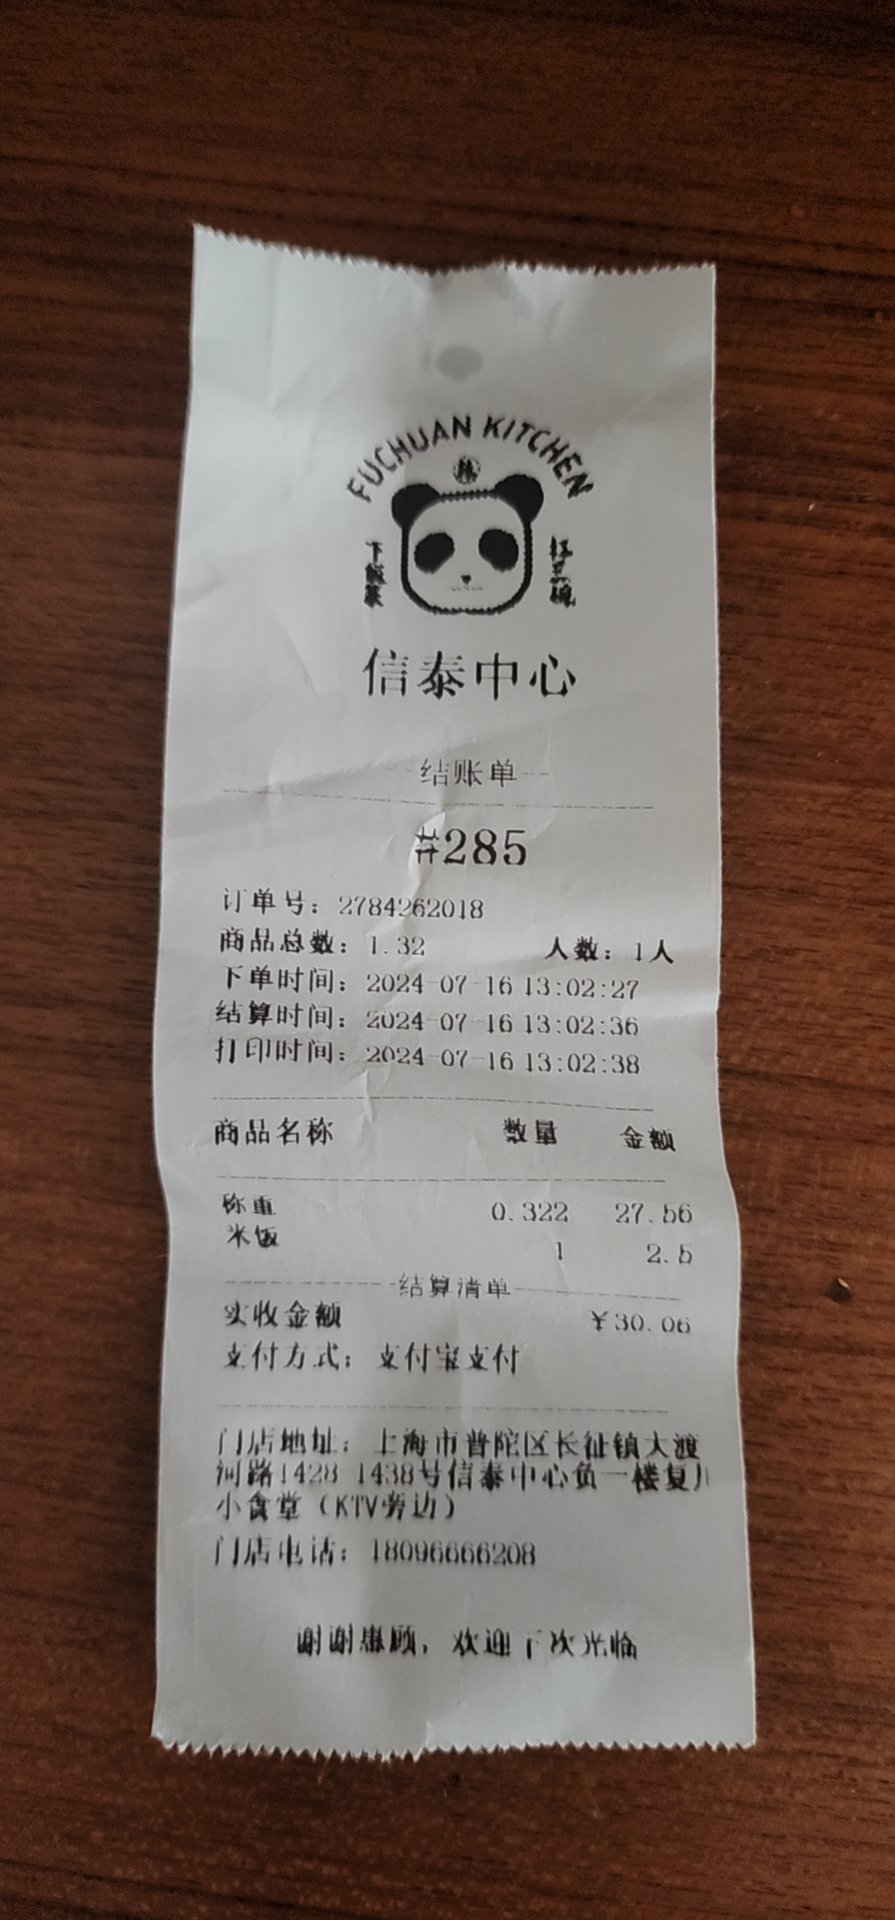 FUCHUAN KITCHEN
下饭菜
信泰中心
结账单
#285
订单号：2784262018
商品总数：1.32 人数：1人
下单时间：2024-07-16 13:02:27
结算时间：2024-07-16 13:02:36
打印时间：2024-07-16 13:02:38
商品名称 数量 金额
称重 0.322 27.56
米饭 1 2.5
结算清单
实收金额 ¥30.06
支付方式：支付宝支付
门店地址：上海市普陀区长征镇大渡
河路1428-1438号信泰中心负一楼复川
小食堂（KTV旁边）
门店电话：18096666208
谢谢惠顾，欢迎下次光临